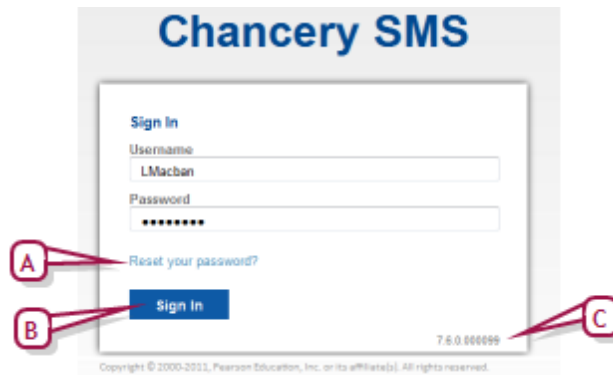 Chancery SMS
Sign In
Username
LMacban
Password
••••••••
A
Reset your password?
B
Sign In
C
7.6.0.000099
Copyright © 2000-2011, Pearson Education, Inc. or its affiliate(s). All rights reserved.